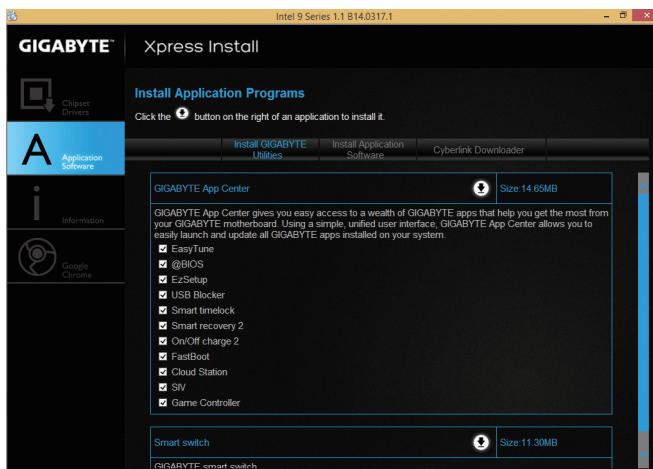 Intel 9 Series 1.1 B14.0317.1
GIGABYTE™
Xpress Install
Chipset
Drivers
Application
Software
Information
Google
Chrome
Install Application Programs
Click the button on the right of an application to install it.
Install GIGABYTE
Utilities
Install Application
Software
Cyberlink Downloader
GIGABYTE App Center
Size:14.65MB
GIGABYTE App Center gives you easy access to a wealth of GIGABYTE apps that help you get the most from
your GIGABYTE motherboard. Using a simple, unified user interface, GIGABYTE App Center allows you to
easily launch and update all GIGABYTE apps installed on your system.
EasyTune
@BIOS
EzSetup
USB Blocker
Smart timelock
Smart recovery 2
On/Off charge 2
FastBoot
Cloud Station
SIV
Game Controller
Smart switch
Size:11.30MB
GIGABYTE smart switch